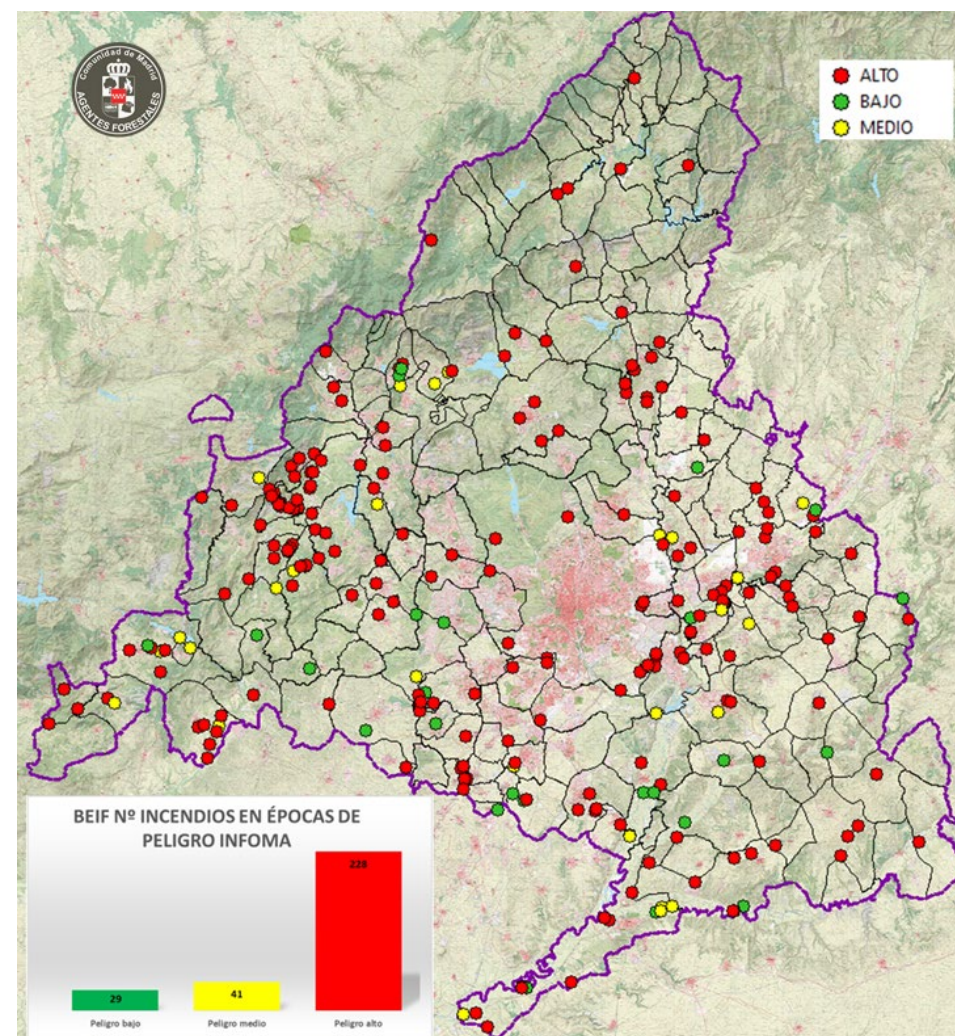 Comunidad de Madrid
AGENTES FORESTALES
ALTO
BAJO
MEDIO
BEIF Nº INCENDIOS EN ÉPOCAS DE
PELIGRO INFOMA
228
29
41
Peligro bajo
Peligro medio
Peligro alto